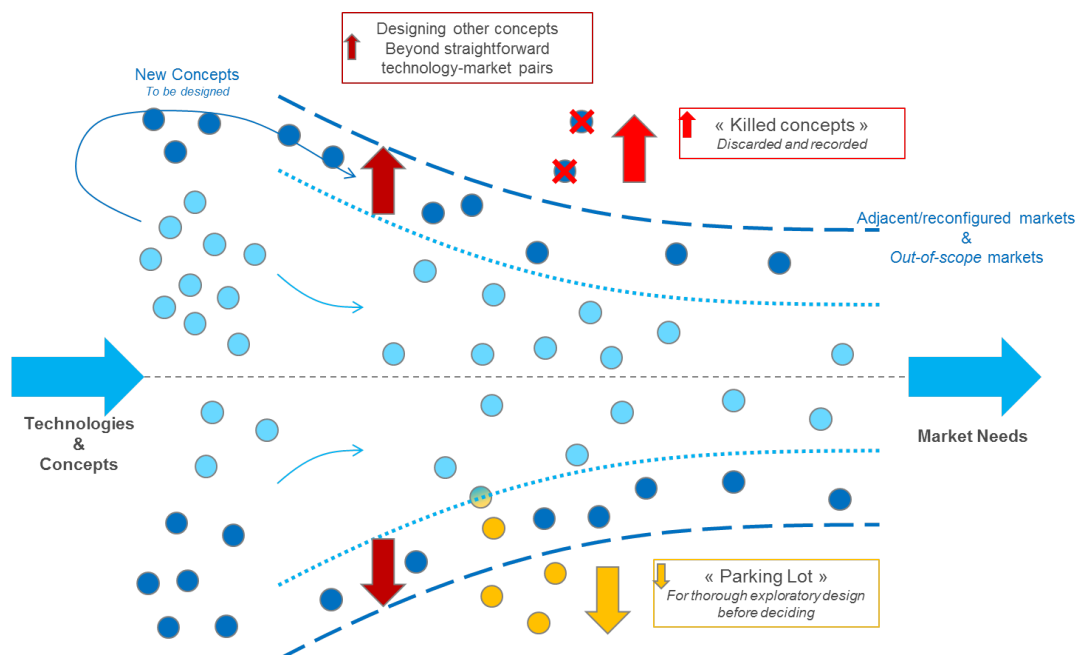 Designing other concepts
Beyond straightforward
technology-market pairs
New Concepts
To be designed
« Killed concepts »
Discarded and recorded
Adjacent/reconfigured markets
&
Out-of-scope markets
Technologies
&
Concepts
Market Needs
« Parking Lot »
For thorough exploratory design
before deciding